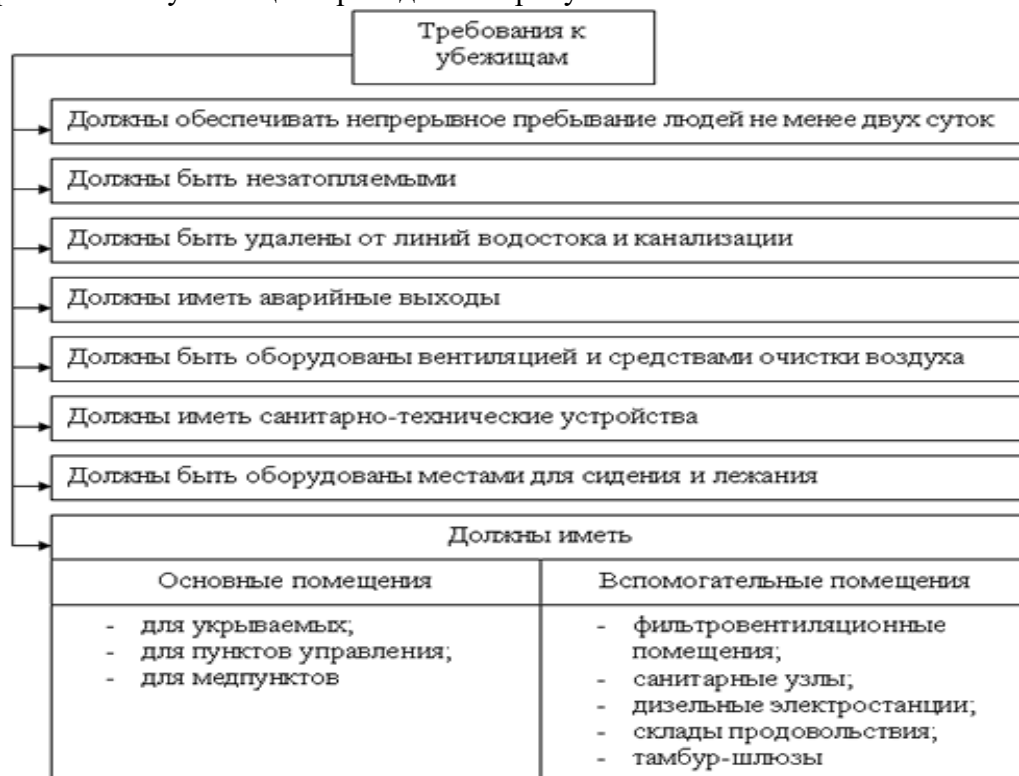 Требования к
убежищам
Должны обеспечивать непрерывное пребывание людей не менее двух суток
Должны быть незатопляемыми
Должны быть удалены от линий водостока и канализации
Должны иметь аварийные выходы
Должны быть оборудованы вентиляцией и средствами очистки воздуха
Должны иметь санитарно-технические устройства
Должны быть оборудованы местами для сидения и лежания
Должны иметь
Основные помещения
Вспомогательные помещения
- для укрываемых;
- для пунктов управления;
- для медпунктов
- фильтровентиляционные
помещения;
- санитарные узлы;
- дизельные электростанции;
- склады продовольствия;
- тамбур-шлюзы